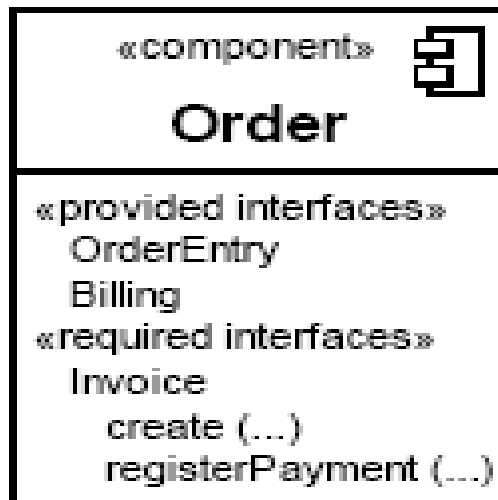 «component»
Order
«provided interfaces»
OrderEntry
Billing
«required interfaces»
Invoice
create (...)
registerPayment (...)